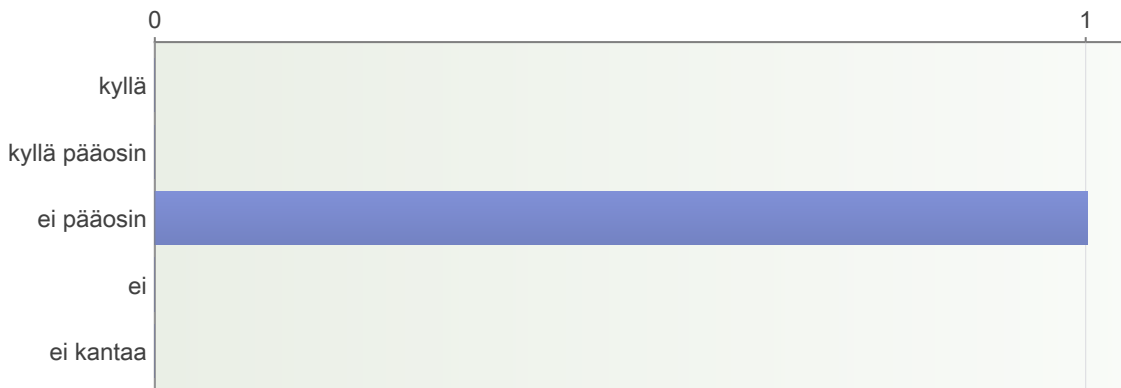 0 1
kyllä
kyllä pääosin
ei pääosin
ei
ei kantaa